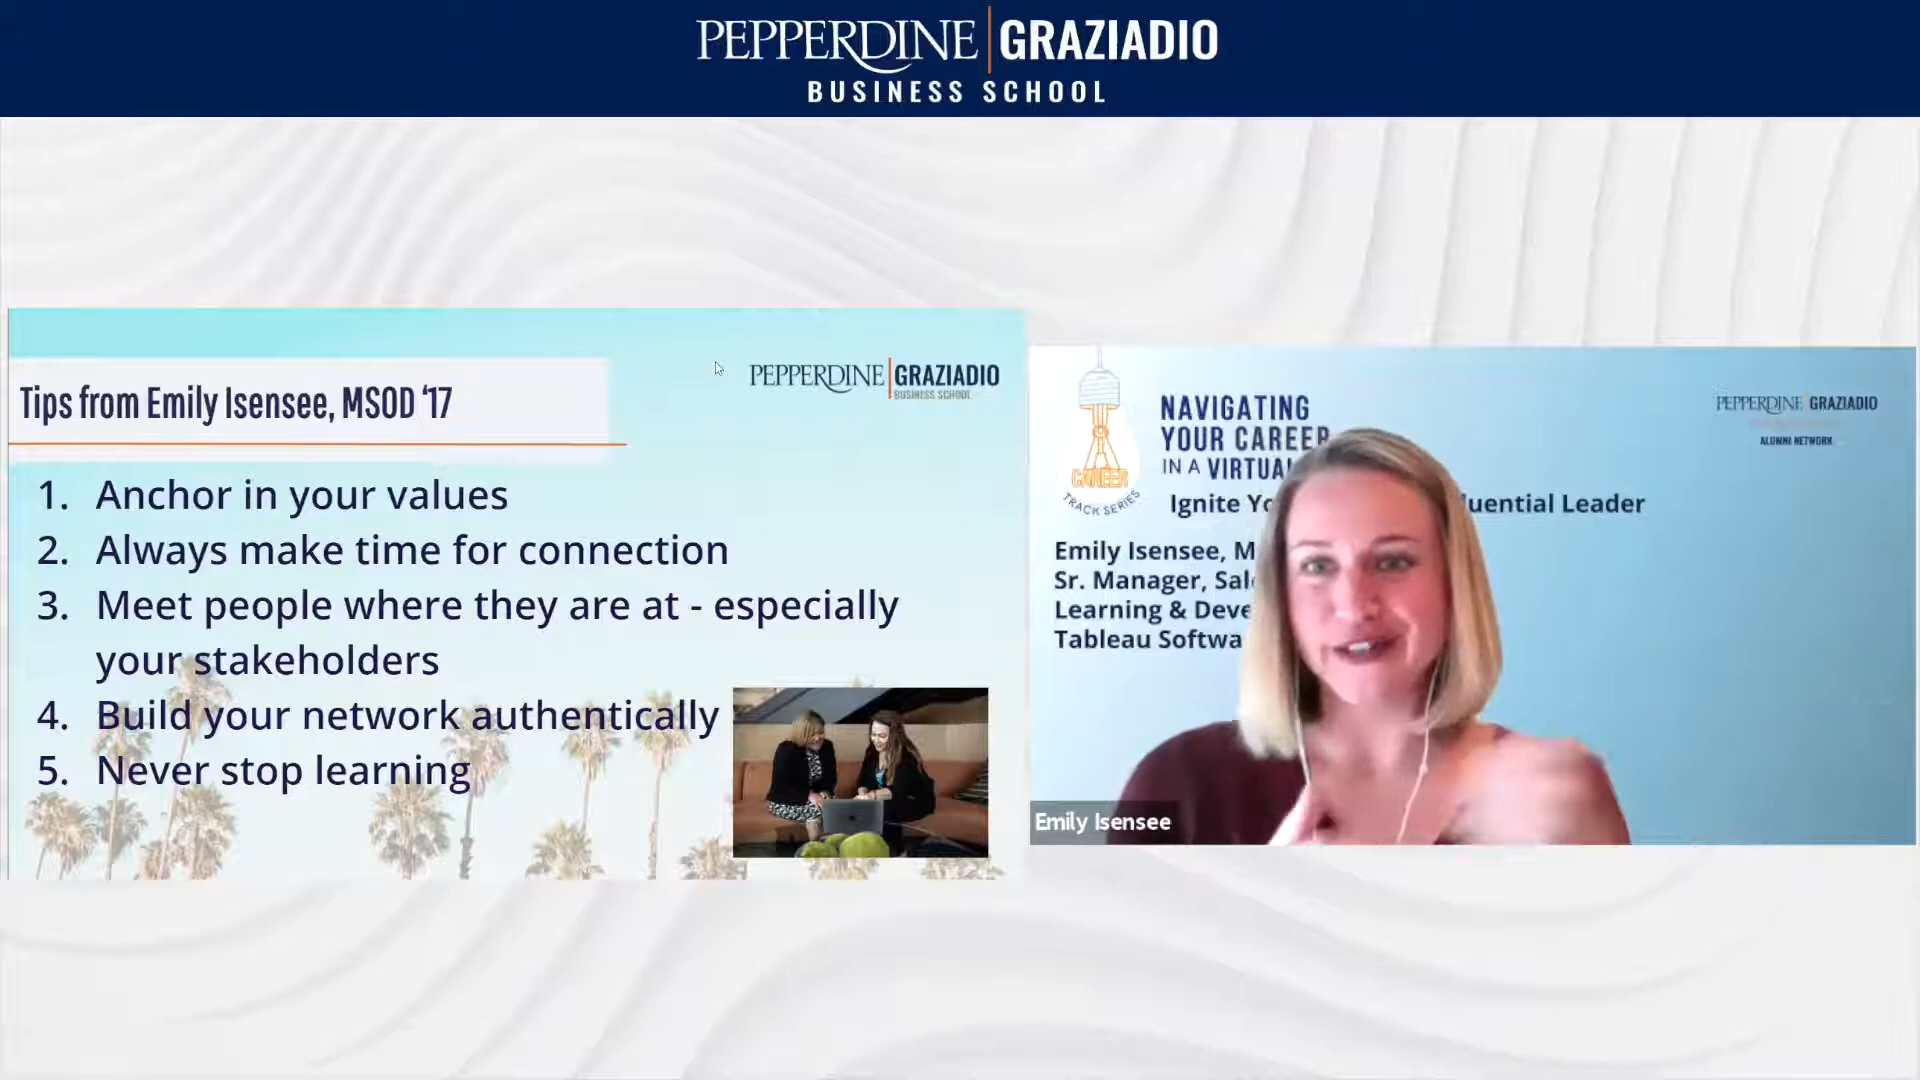 PEPPERDINE GRAZIADIO
BUSINESS SCHOOL
Tips from Emily Isensee, MSOD ‘17
PEPPERDINE GRAZIADIO
BUSINESS SCHOOL
1. Anchor in your values
2. Always make time for connection
3. Meet people where they are at - especially
your stakeholders
4. Build your network authentically
5. Never stop learning
NAVIGATING
YOUR CAREER
IN A VIRTUAL
CAREER
TRACK SERIES
Ignite Yo
luential Leader
Emily Isensee, M
Sr. Manager, Sale
Learning & Deve
Tableau Softwa
PEPPERDINE GRAZIADIO
ALUMNI NETWORK
Emily Isensee